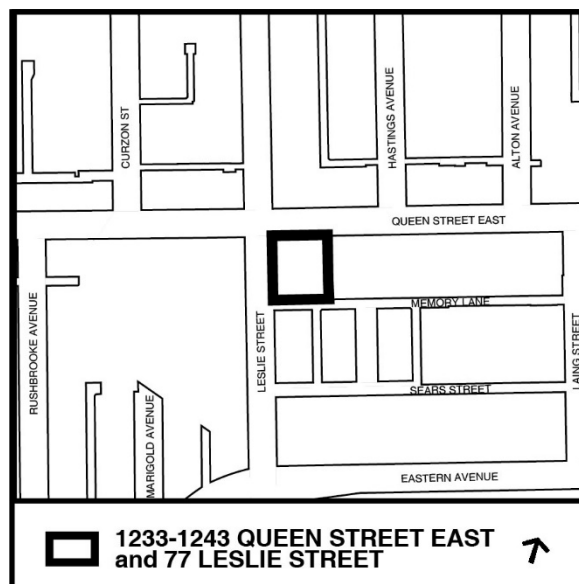 CURZON ST
HASTINGS AVENUE
ALTON AVENUE
QUEEN STREET EAST
MEMORY LANE
RUSHBROOKE AVENUE
LESLIE STREET
LAING STREET
SEARS STREET
MARIGOLD AVENUE
EASTERN AVENUE
1233-1243 QUEEN STREET EAST
and 77 LESLIE STREET